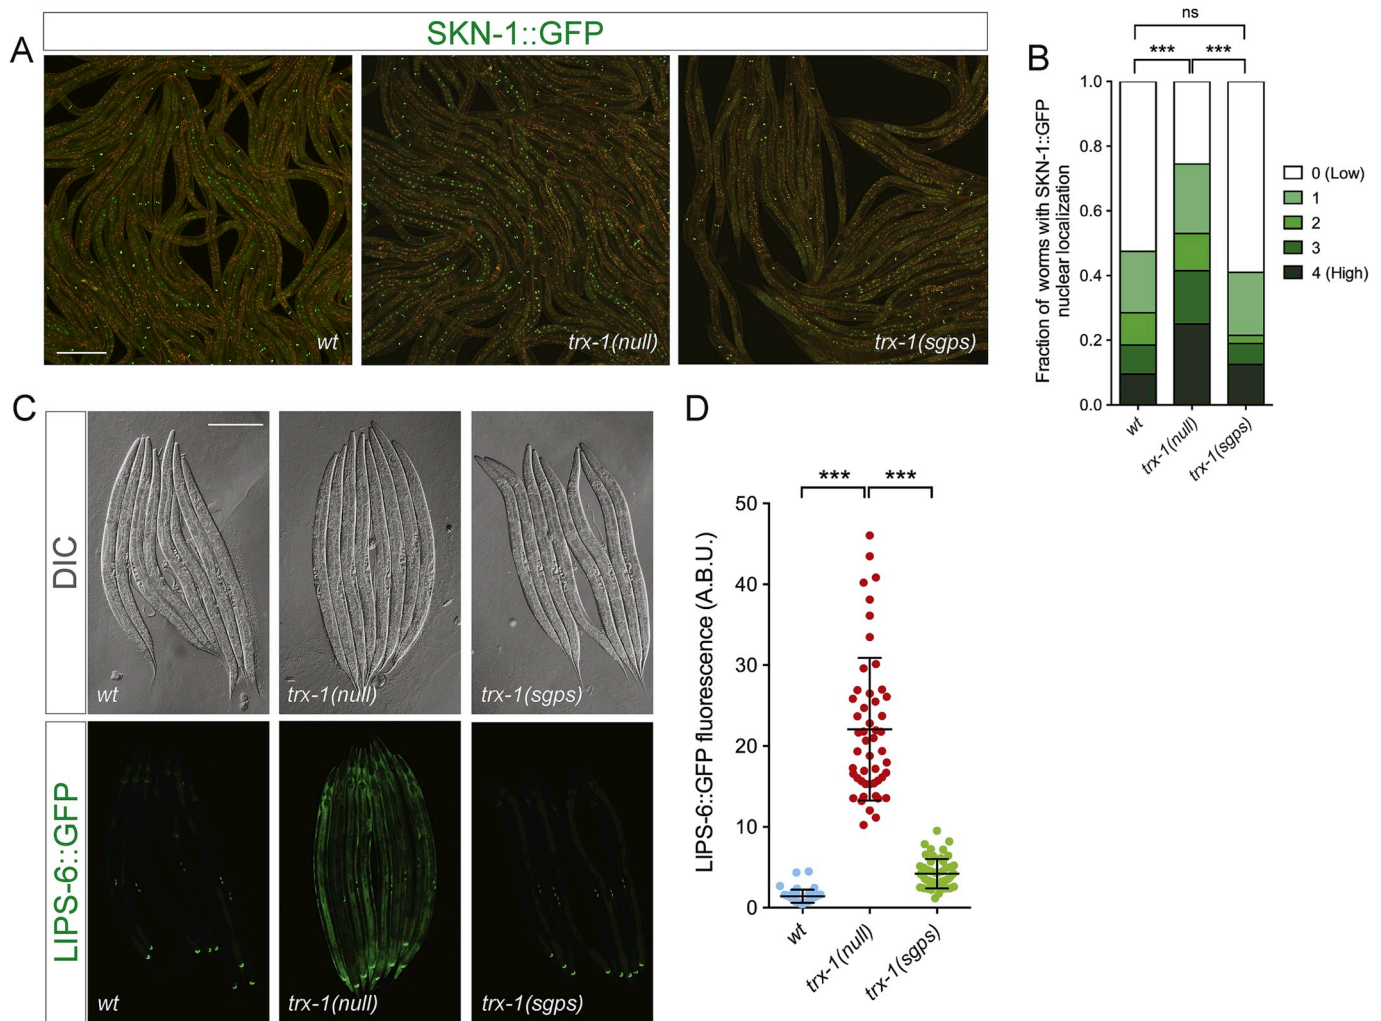 SKN-1::GFP
A
wt
trx-1(null)
trx-1(sgps)
B
ns
***
***
Fraction of worms with SKN-1::GFP
nuclear localization
1.0
0.8
0.6
0.4
0.2
0.0
wt
trx-1(null)
trx-1(sgps)
0 (Low)
1
2
3
4 (High)
C
DIC
wt
trx-1(null)
trx-1(sgps)
LIPS-6::GFP
wt
trx-1(null)
trx-1(sgps)
D
***
***
LIPS-6::GFP fluorescence (A.B.U.)
50
40
30
20
10
0
wt
trx-1(null)
trx-1(sgps)